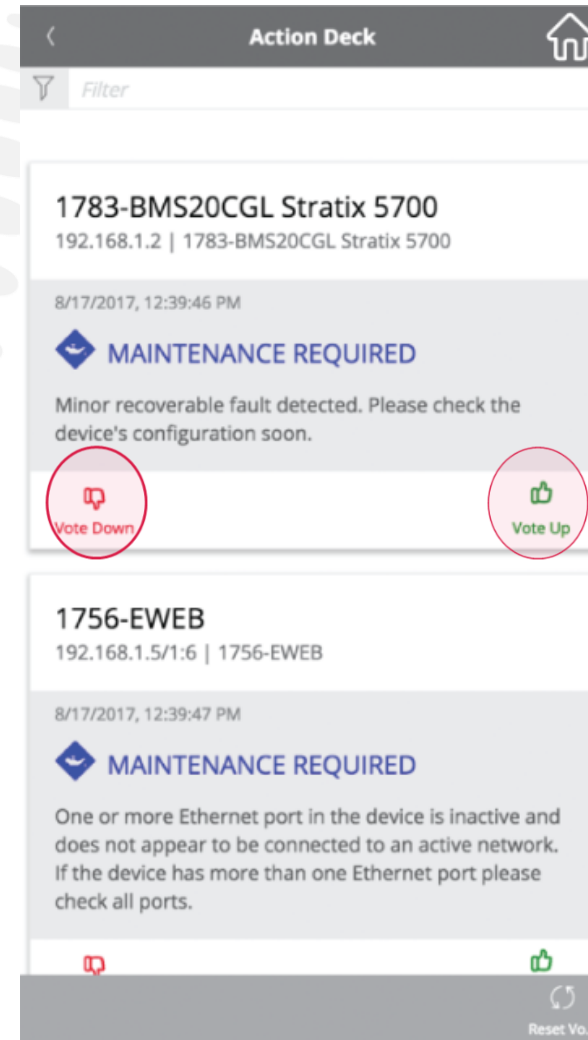 Action Deck
Filter
1783-BMS20CGL Stratix 5700
192.168.1.2 | 1783-BMS20CGL Stratix 5700
8/17/2017, 12:39:46 PM
MAINTENANCE REQUIRED
Minor recoverable fault detected. Please check the
device's configuration soon.
Vote Down
Vote Up
1756-EWEB
192.168.1.5/1:6 | 1756-EWEB
8/17/2017, 12:39:47 PM
MAINTENANCE REQUIRED
One or more Ethernet port in the device is inactive and
does not appear to be connected to an active network.
If the device has more than one Ethernet port please
check all ports.
Reset Vo..